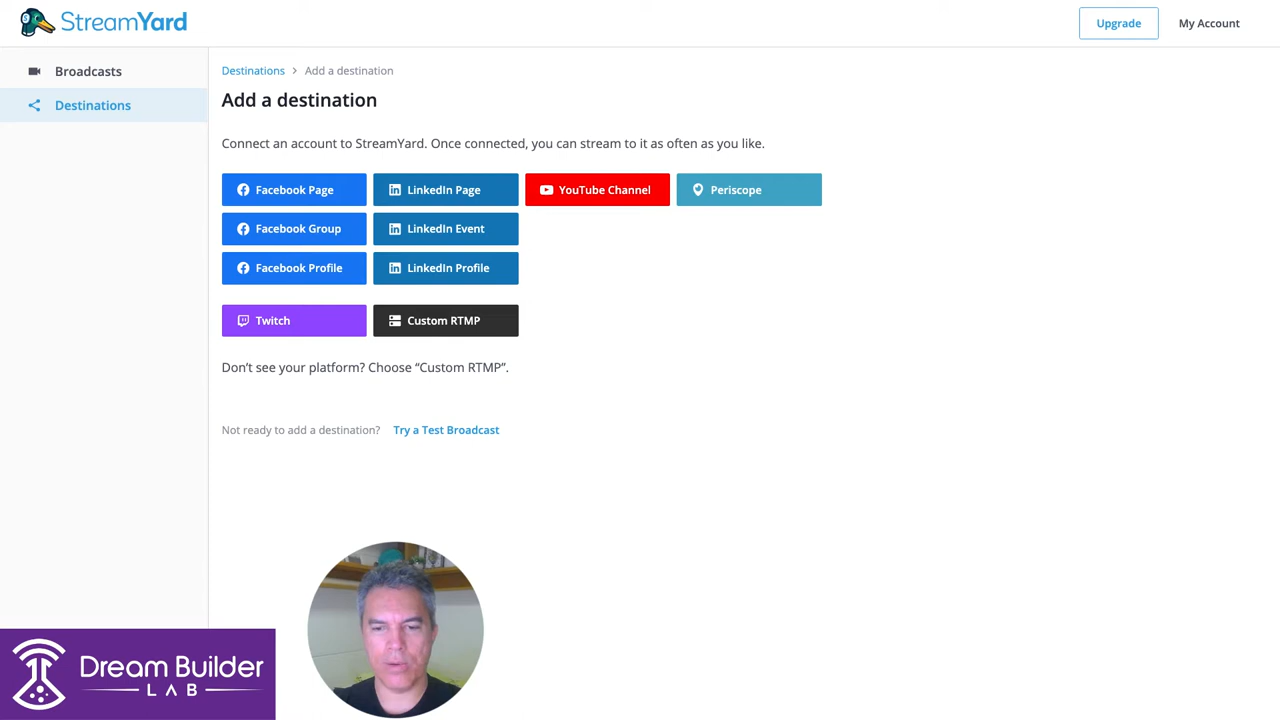 StreamYard
Upgrade
My Account
Broadcasts
Destinations
Destinations > Add a destination
Add a destination
Connect an account to StreamYard. Once connected, you can stream to it as often as you like.
Facebook Page
LinkedIn Page
YouTube Channel
Periscope
Facebook Group
LinkedIn Event
Facebook Profile
LinkedIn Profile
Twitch
Custom RTMP
Don’t see your platform? Choose “Custom RTMP”.
Not ready to add a destination? Try a Test Broadcast
Dream Builder
LAB